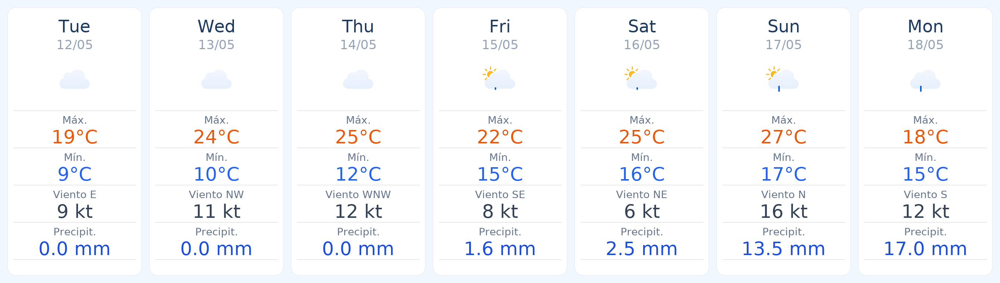 Tue
12/05
Máx.
19°C
Mín.
9°C
Viento E
9 kt
Precipit.
0.0 mm
Wed
13/05
Máx.
24°C
Mín.
10°C
Viento NW
11 kt
Precipit.
0.0 mm
Thu
14/05
Máx.
25°C
Mín.
12°C
Viento WNW
12 kt
Precipit.
0.0 mm
Fri
15/05
Máx.
22°C
Mín.
15°C
Viento SE
8 kt
Precipit.
1.6 mm
Sat
16/05
Máx.
25°C
Mín.
16°C
Viento NE
6 kt
Precipit.
2.5 mm
Sun
17/05
Máx.
27°C
Mín.
17°C
Viento N
16 kt
Precipit.
13.5 mm
Mon
18/05
Máx.
18°C
Mín.
15°C
Viento S
12 kt
Precipit.
17.0 mm